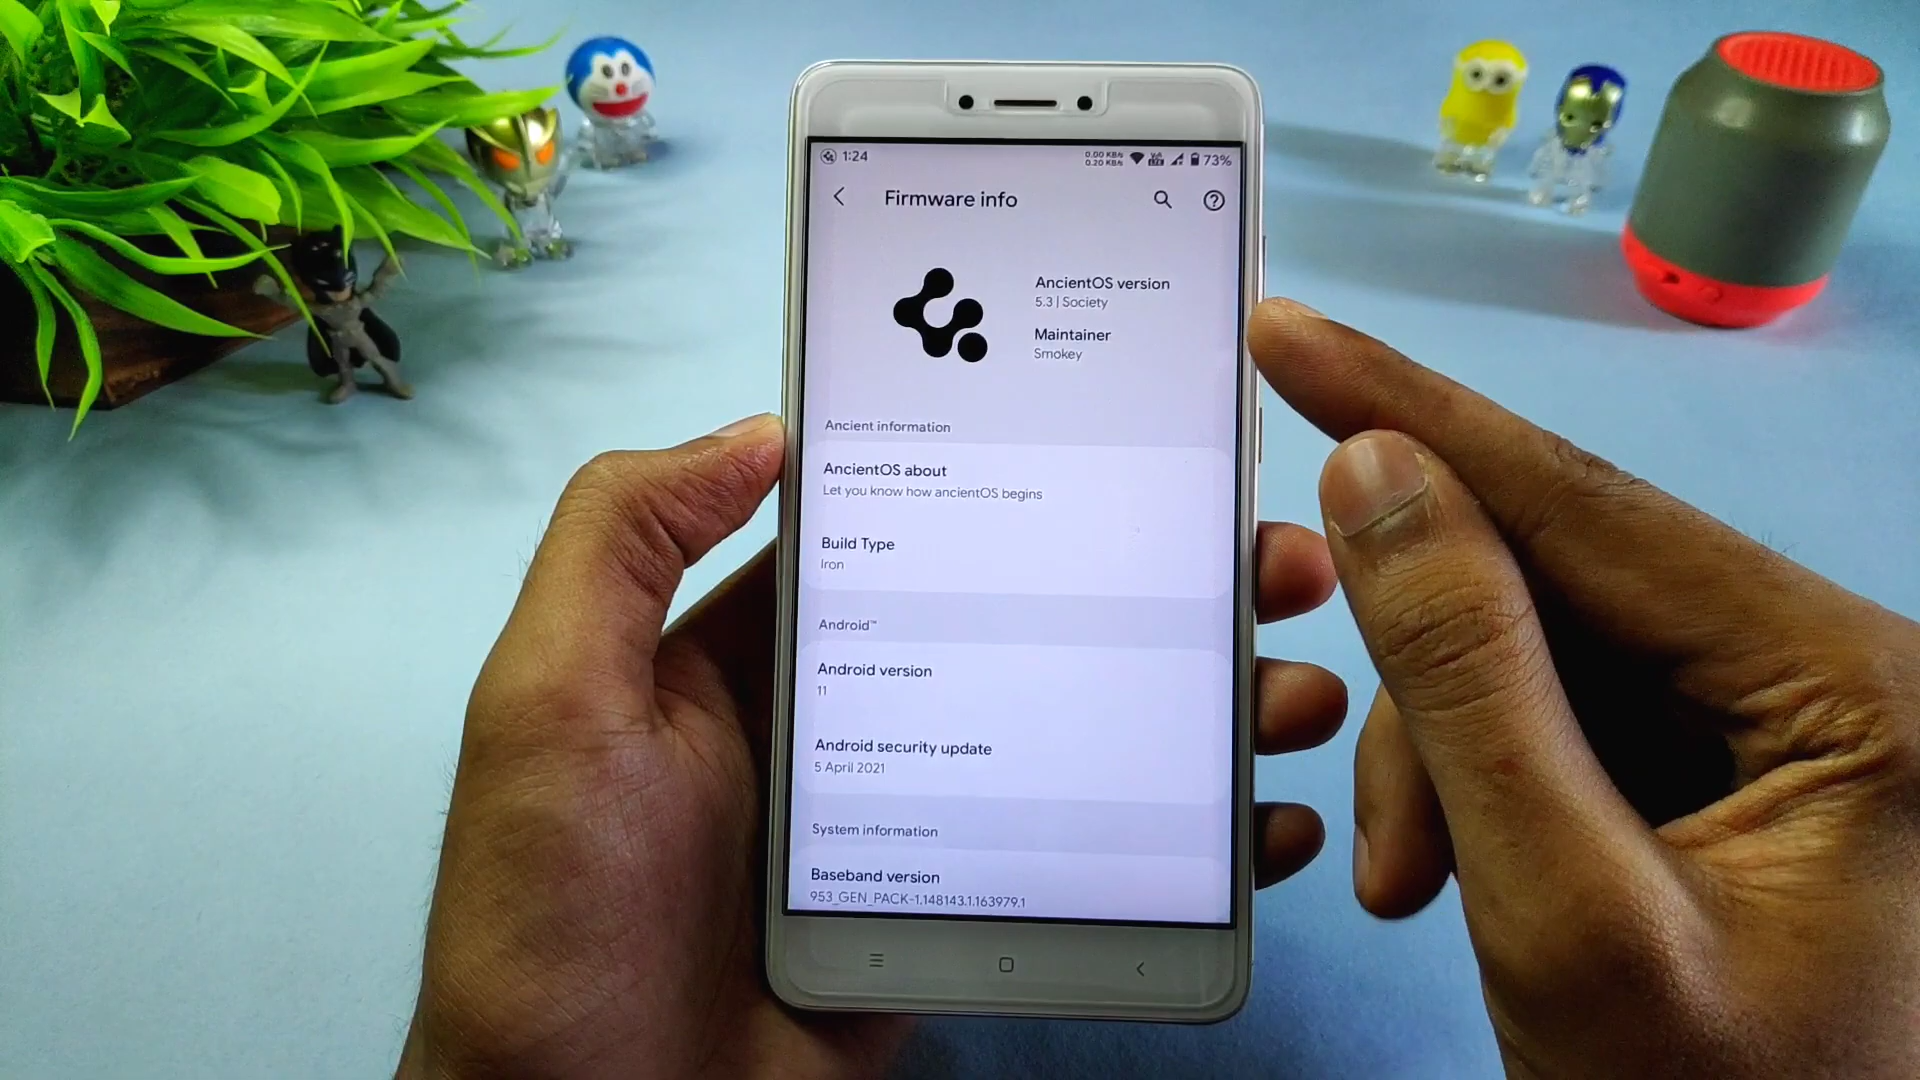 1:24
0.00 KB/s
0.20 KB/s
73%
Firmware info
AncientOS version
5.3 | Society
Maintainer
Smokey
Ancient information
AncientOS about
Let you know how ancientOS begins
Build Type
Iron
Android™
Android version
11
Android security update
5 April 2021
System information
Baseband version
953_GEN_PACK-1.148143.1.163979.1